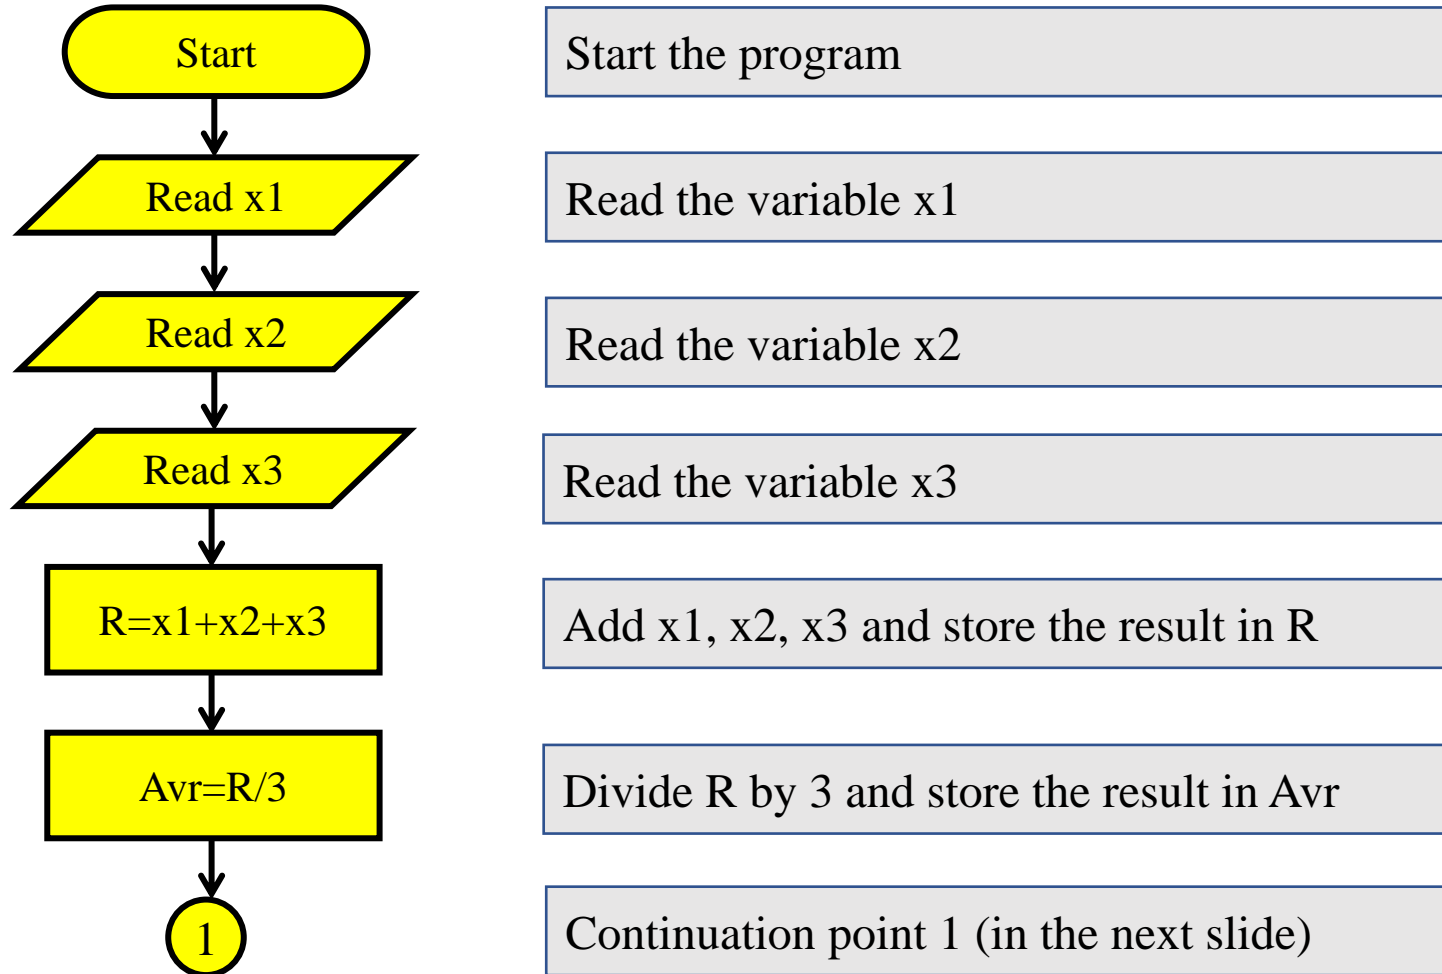 Start
Start the program
Read x1
Read the variable x1
Read x2
Read the variable x2
Read x3
Read the variable x3
R=x1+x2+x3
Add x1, x2, x3 and store the result in R
Avr=R/3
Divide R by 3 and store the result in Avr
1
Continuation point 1 (in the next slide)